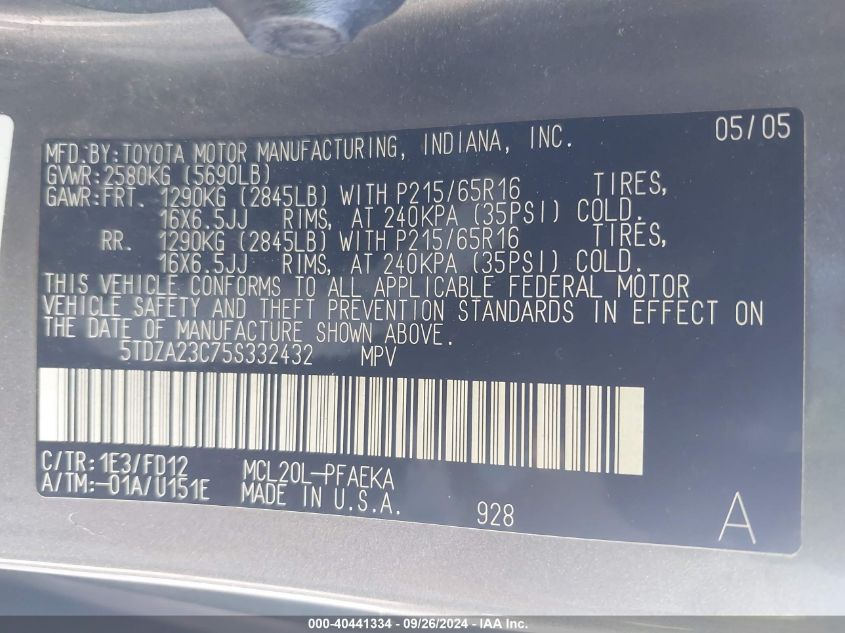 05/05
MFD.BY:TOYOTA MOTOR MANUFACTURING, INDIANA, INC.
GVWR:2580KG (5690LB)
GAWR:FRT. 1290KG (2845LB) WITH P215/65R16 TIRES,
16X6.5JJ RIMS, AT 240KPA (35PSI) COLD.
RR. 1290KG (2845LB) WITH P215/65R16 TIRES,
16X6.5JJ RIMS, AT 240KPA (35PSI) COLD.
THIS VEHICLE CONFORMS TO ALL APPLICABLE FEDERAL MOTOR
VEHICLE SAFETY AND THEFT PREVENTION STANDARDS IN EFFECT ON
THE DATE OF MANUFACTURE SHOWN ABOVE.
5TDZA23C75S332432 MPV
C/TR:1E3/FD12 MCL20L-PFAEKA
A/TM:-01A/U151E MADE IN U.S.A. 928 A
000-40441334 - 09/26/2024 - IAA Inc.